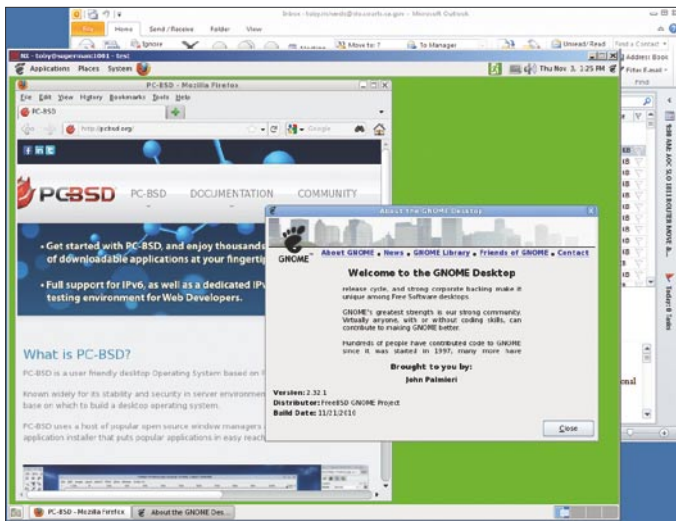 Microsoft Outlook
File Home Send / Receive Folder View
Ignore Move to: ? To Manager Unread/Read Find a Contact
Address Book
Filter E-mail
Find
Applications Places System Thu Nov 3, 1:25 PM
PC-BSD - Mozilla Firefox
File Edit View History Bookmarks Tools Help
PC-BSD
http://pcbsd.org/ Google
PCBSD PC-BSD DOCUMENTATION COMMUNITY
• Get started with PC-BSD, and enjoy thousands
of downloadable applications at your fingertip
• Full support for IPv6, as well as a dedicated IPv
testing environment for Web Developers.
What is PC-BSD?
PC-BSD is a user friendly desktop Operating System based on
Known widely for its stability and security in server environmen
base on which to build a desktop operating system.
PC-BSD uses a host of popular open source window managers
application installer that puts popular applications in easy reach
About the GNOME Desktop
GNOME™
About GNOME • News • GNOME Library • Friends of GNOME • Contact
Welcome to the GNOME Desktop
release cycle, and strong corporate backing make it
unique among Free Software desktops.
GNOME's greatest strength is our strong community.
Virtually anyone, with or without coding skills, can
contribute to making GNOME better.
Hundreds of people have contributed code to GNOME
since it was started in 1997, many more have
Brought to you by:
John Palmieri
Version: 2.32.1
Distributor: FreeBSD GNOME Project
Build Date: 11/21/2010
Close
Today: 0 Tasks
PC-BSD - Mozilla Firefox About the GNOME Des...